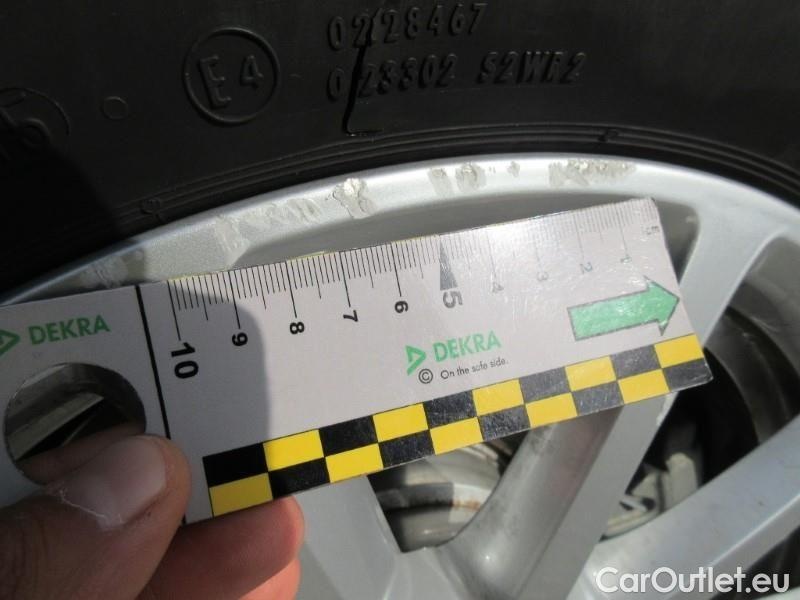 0228467
E4
023302 S2WR2
5
DEKRA
10 9 8 7 6 5 4 3 2 1
DEKRA
© On the safe side.
CarOutlet.eu